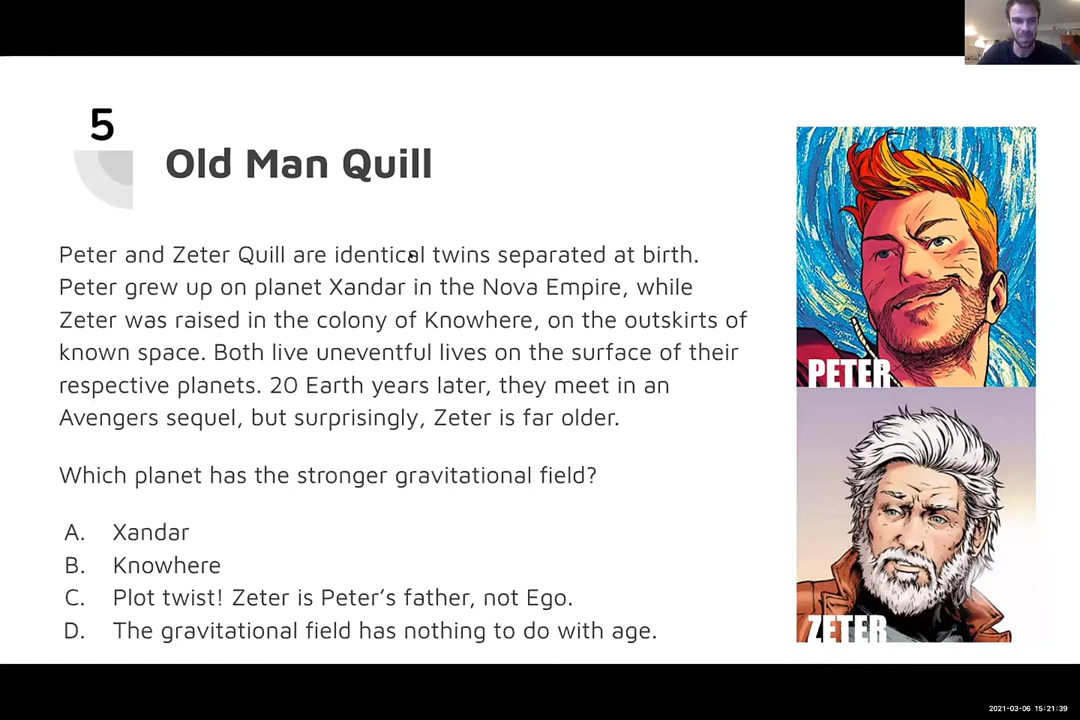 5
Old Man Quill
Peter and Zeter Quill are identical twins separated at birth.
Peter grew up on planet Xandar in the Nova Empire, while
Zeter was raised in the colony of Knowhere, on the outskirts of
known space. Both live uneventful lives on the surface of their
respective planets. 20 Earth years later, they meet in an
Avengers sequel, but surprisingly, Zeter is far older.
Which planet has the stronger gravitational field?
A. Xandar
B. Knowhere
C. Plot twist! Zeter is Peter's father, not Ego.
D. The gravitational field has nothing to do with age.
PETER
ZETER
2021-03-06 15:21:39